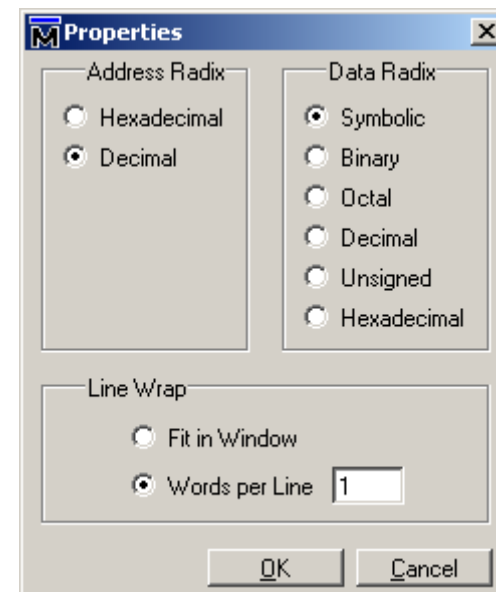 Properties
Address Radix
Hexadecimal
Decimal
Data Radix
Symbolic
Binary
Octal
Decimal
Unsigned
Hexadecimal
Line Wrap
Fit in Window
Words per Line 1
OK Cancel